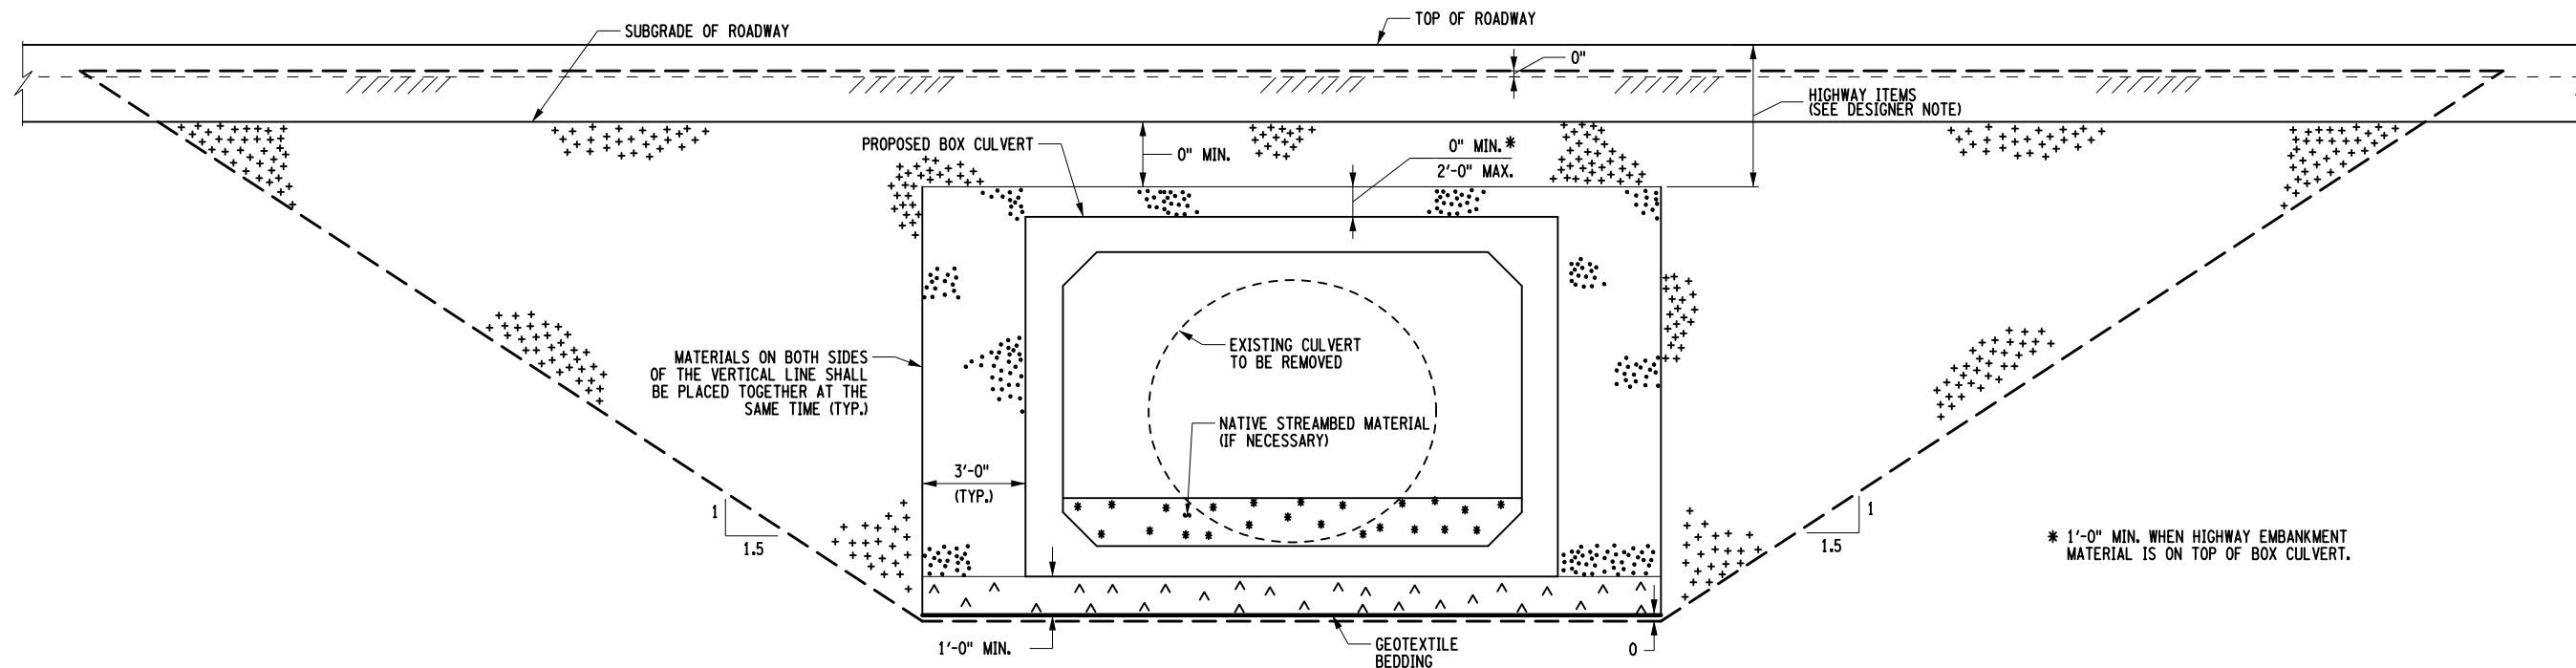 TOP OF ROADWAY
SUBGRADE OF ROADWAY
0"
HIGHWAY ITEMS
(SEE DESIGNER NOTE)
PROPOSED BOX CULVERT
0" MIN.
0" MIN.*
2'-0" MAX.
EXISTING CULVERT
TO BE REMOVED
MATERIALS ON BOTH SIDES
OF THE VERTICAL LINE SHALL
BE PLACED TOGETHER AT THE
SAME TIME (TYP.)
NATIVE STREAMBED MATERIAL
(IF NECESSARY)
3'-0"
(TYP.)
1
1.5
1
1.5
* 1'-0" MIN. WHEN HIGHWAY EMBANKMENT
MATERIAL IS ON TOP OF BOX CULVERT.
1'-0" MIN.
GEOTEXTILE
BEDDING
0